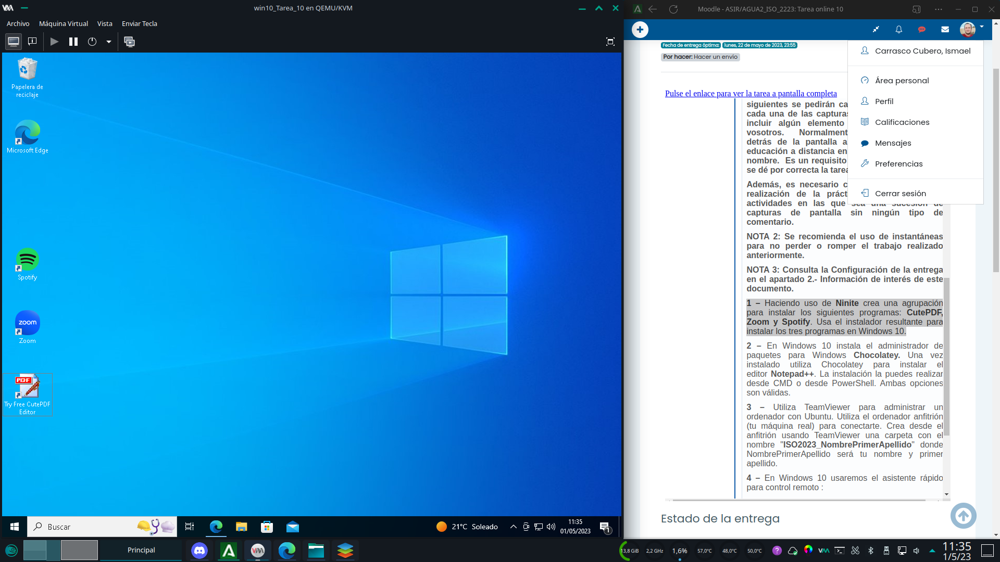 win10_Tarea_10 en QEMU/KVM
Archivo Máquina Virtual Vista Enviar Tecla
Papelera de
reciclaje
Microsoft Edge
Spotify
zoom
Zoom
PDF
Try Free CutePDF
Editor
Buscar
21°C Soleado
11:35
01/05/2023
1
Moodle - ASIR/AGUA2_ISO_2223: Tarea online 10
Fecha de entrega óptima: lunes, 22 de mayo de 2023, 23:55
Por hacer: Hacer un envío
Carrasco Cubero, Ismael
Área personal
Perfil
Calificaciones
Mensajes
Preferencias
Cerrar sesión
Pulse el enlace para ver la tarea a pantalla completa
siguientes se pedirán
cada una de las capturas
incluir algún elemento
vosotros.
detrás de la pantalla
educación a distancia en
nombre. Es un requisito
se dé por correcta la tarea
Además, es necesario
realización de la
actividades en las que sea una sucesión de
capturas de pantalla sin ningún tipo de
comentario.
NOTA 2: Se recomienda el uso de instantáneas
para no perder o romper el trabajo realizado
anteriormente.
NOTA 3: Consulta la Configuración de la entrega
en el apartado 2.- Información de interés de este
documento.
1 – Haciendo uso de Ninite crea una agrupación
para instalar los siguientes programas: CutePDF,
Zoom y Spotify. Usa el instalador resultante para
instalar los tres programas en Windows 10.
2 – En Windows 10 instala el administrador de
paquetes para Windows Chocolatey. Una vez
instalado utiliza Chocolatey para instalar el
editor Notepad++. La instalación la puedes realizar
desde CMD o desde PowerShell. Ambas opciones
son válidas.
3 – Utiliza TeamViewer para administrar un
ordenador con Ubuntu. Utiliza el ordenador anfitrión
(tu máquina real) para conectarte. Crea desde el
anfitrión usando TeamViewer una carpeta con el
nombre "ISO2023_NombrePrimerApellido" donde
NombrePrimerApellido será tu nombre y primer
apellido.
4 – En Windows 10 usaremos el asistente rápido
para control remoto :
Estado de la entrega
Principal
13,8 GiB 2,2 GHz 1,6% 57,0°C 48,0°C 50,0°C
11:35
1/5/23